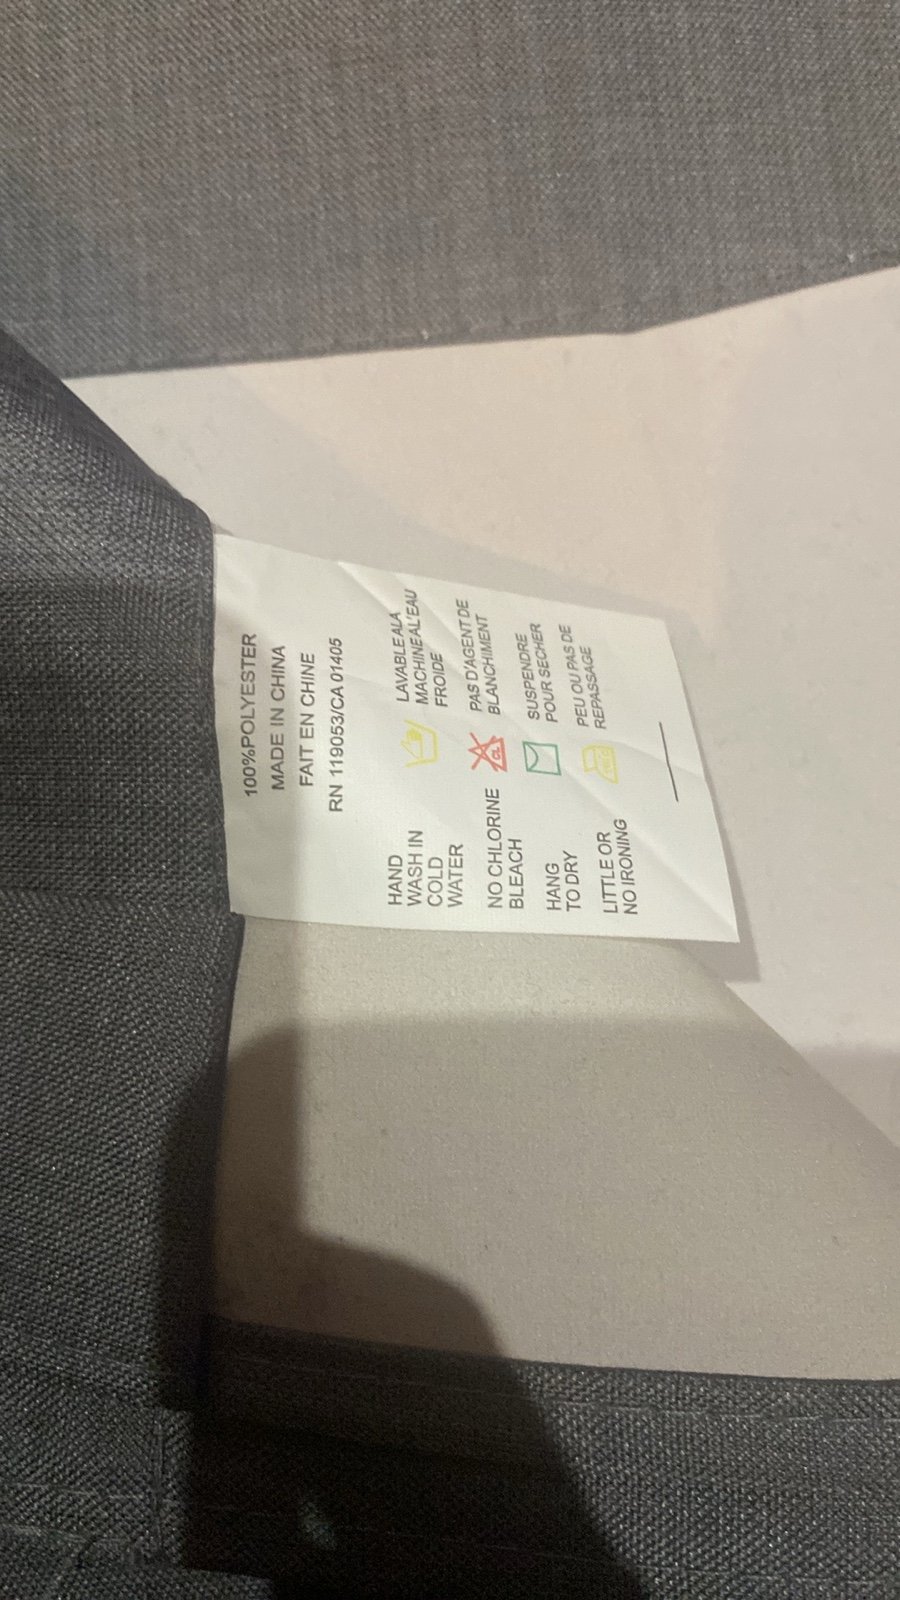 100%POLYESTER
MADE IN CHINA
FAIT EN CHINE
RN 119053/CA 01405
HAND
WASH IN
COLD
WATER
LAVABLE A LA
MACHINE A L'EAU
FROIDE
NO CHLORINE
BLEACH
PAS D'AGENT DE
BLANCHIMENT
HANG
TO DRY
SUSPENDRE
POUR SECHER
LITTLE OR
NO IRONING
PEU OU PAS DE
REPASSAGE